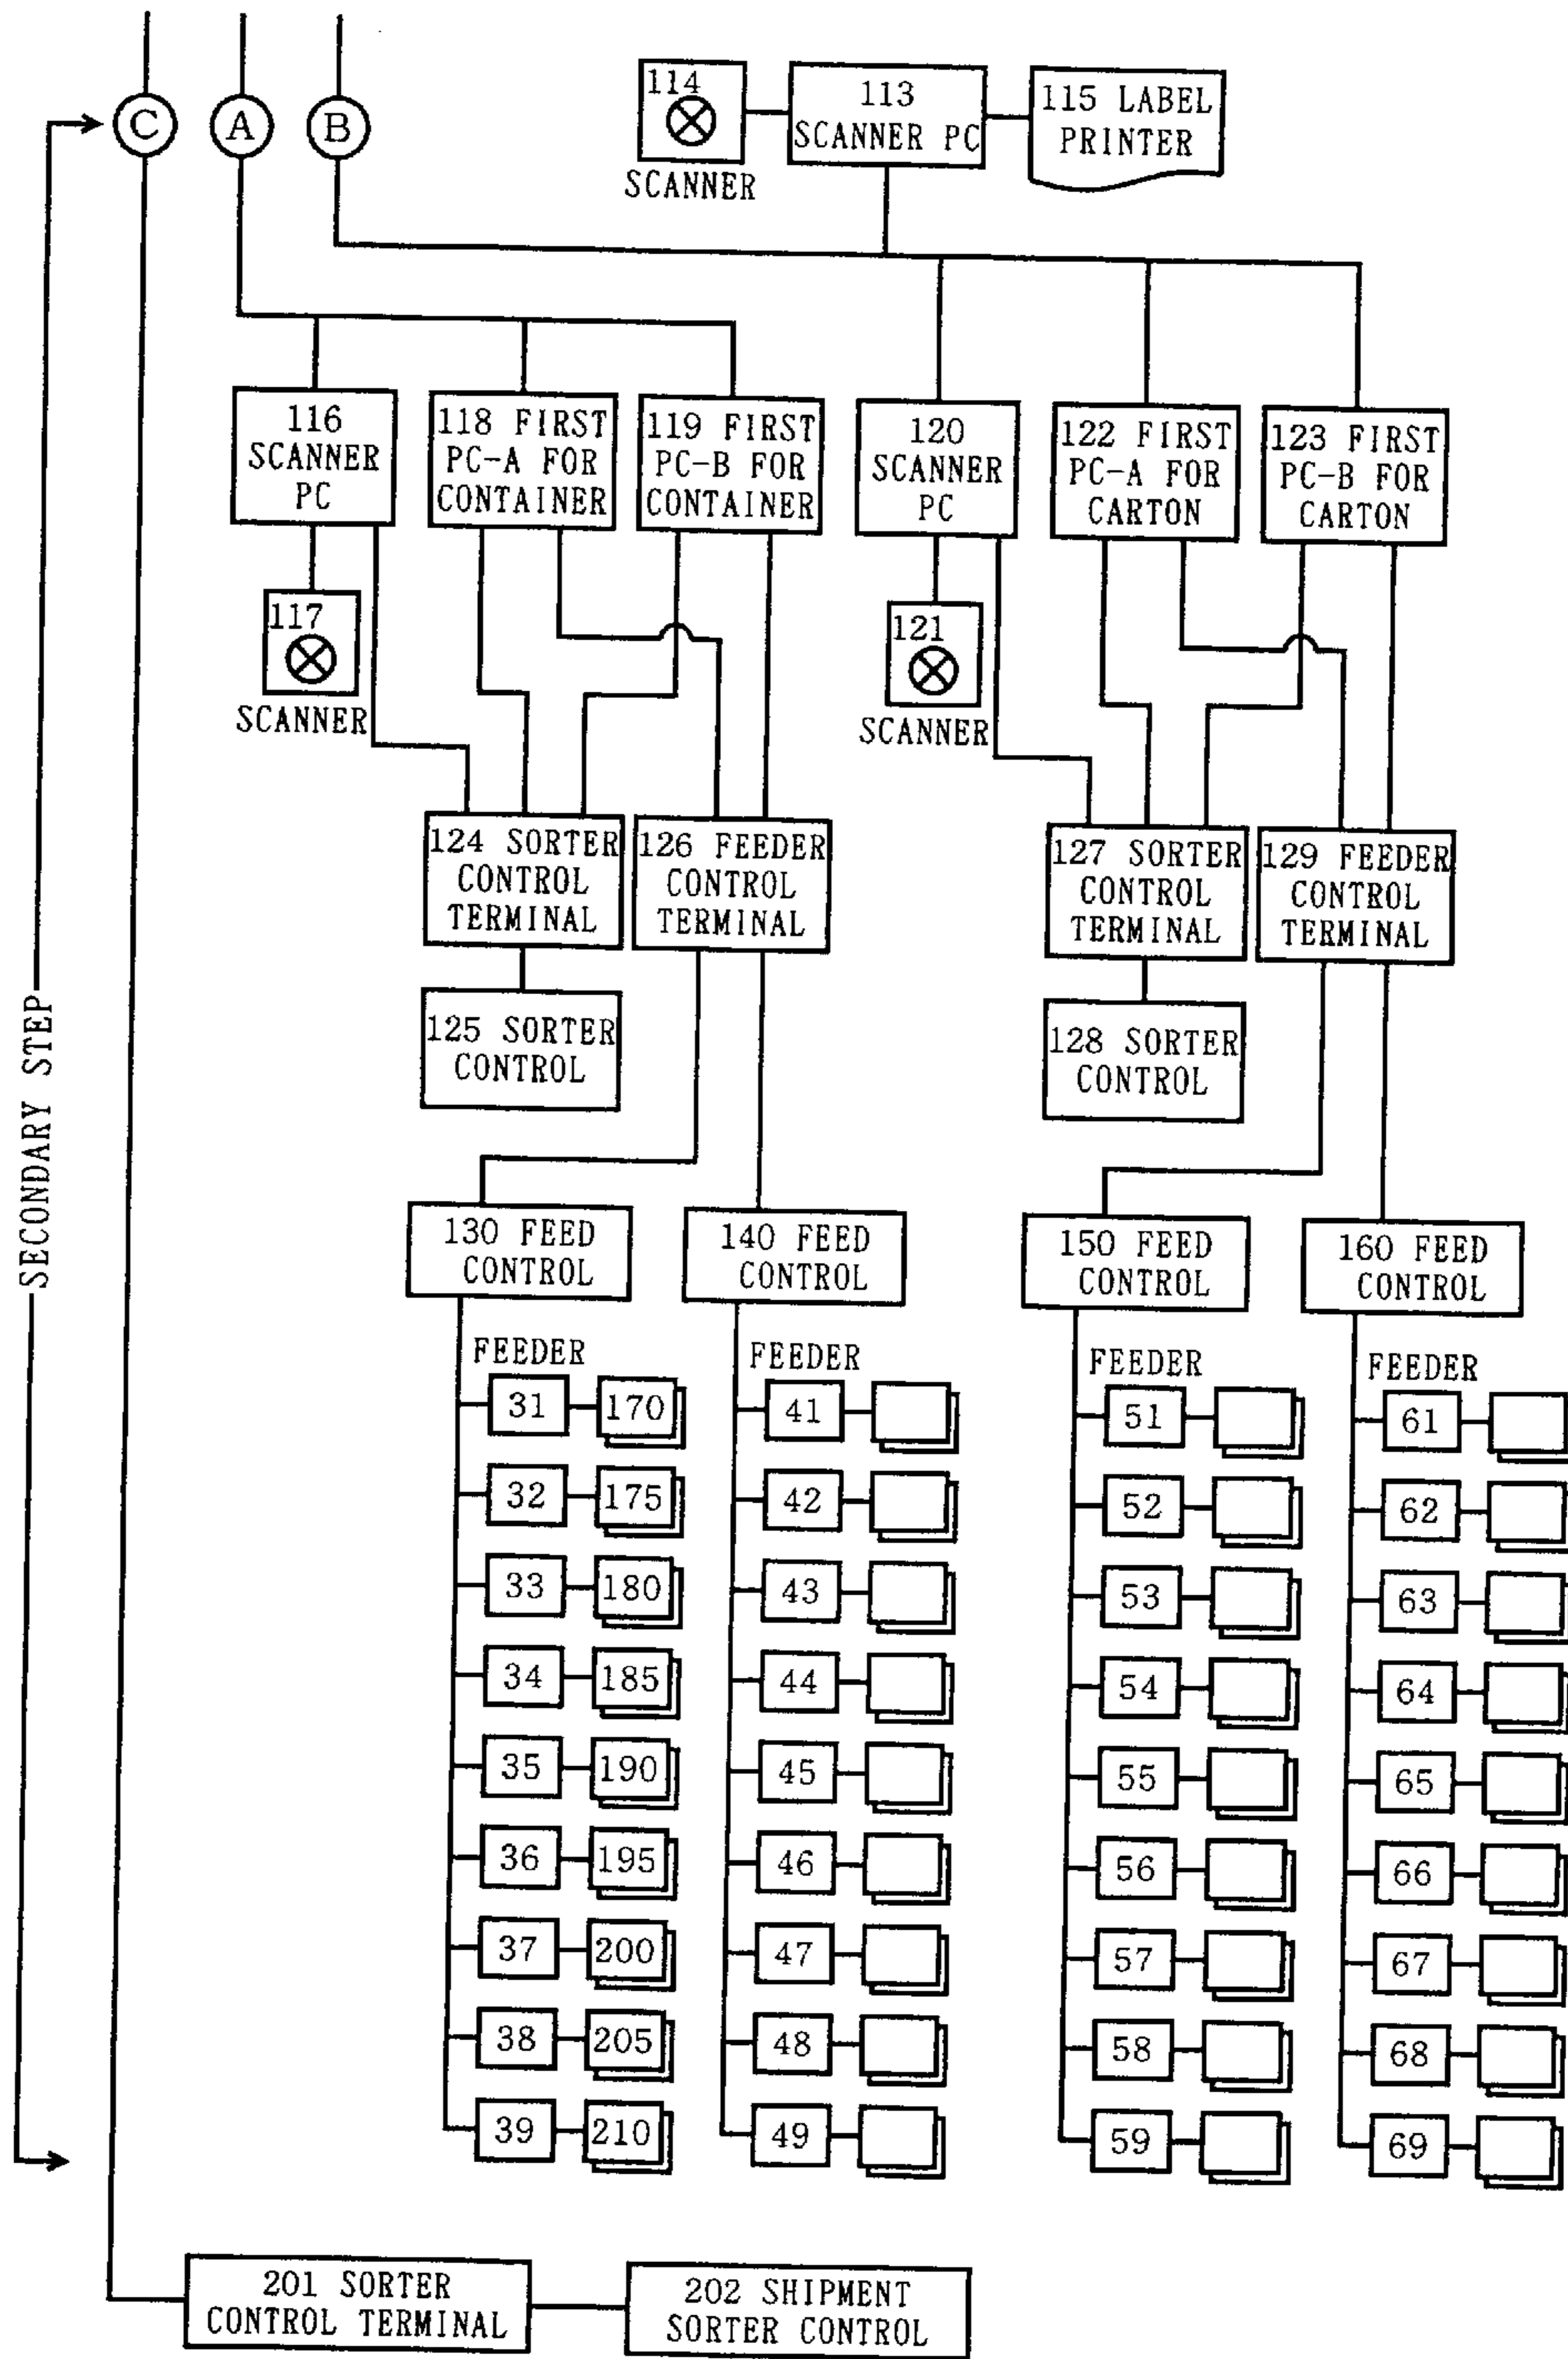 C
A
B
114
SCANNER
113
SCANNER PC
115 LABEL
PRINTER
116
SCANNER
PC
118 FIRST
PC-A FOR
CONTAINER
119 FIRST
PC-B FOR
CONTAINER
120
SCANNER
PC
122 FIRST
PC-A FOR
CARTON
123 FIRST
PC-B FOR
CARTON
117
SCANNER
121
SCANNER
124 SORTER
CONTROL
TERMINAL
126 FEEDER
CONTROL
TERMINAL
127 SORTER
CONTROL
TERMINAL
129 FEEDER
CONTROL
TERMINAL
125 SORTER
CONTROL
128 SORTER
CONTROL
SECONDARY STEP
130 FEED
CONTROL
140 FEED
CONTROL
150 FEED
CONTROL
160 FEED
CONTROL
FEEDER
31 170
32 175
33 180
34 185
35 190
36 195
37 200
38 205
39 210
FEEDER
41
42
43
44
45
46
47
48
49
FEEDER
51
52
53
54
55
56
57
58
59
FEEDER
61
62
63
64
65
66
67
68
69
201 SORTER
CONTROL TERMINAL
202 SHIPMENT
SORTER CONTROL